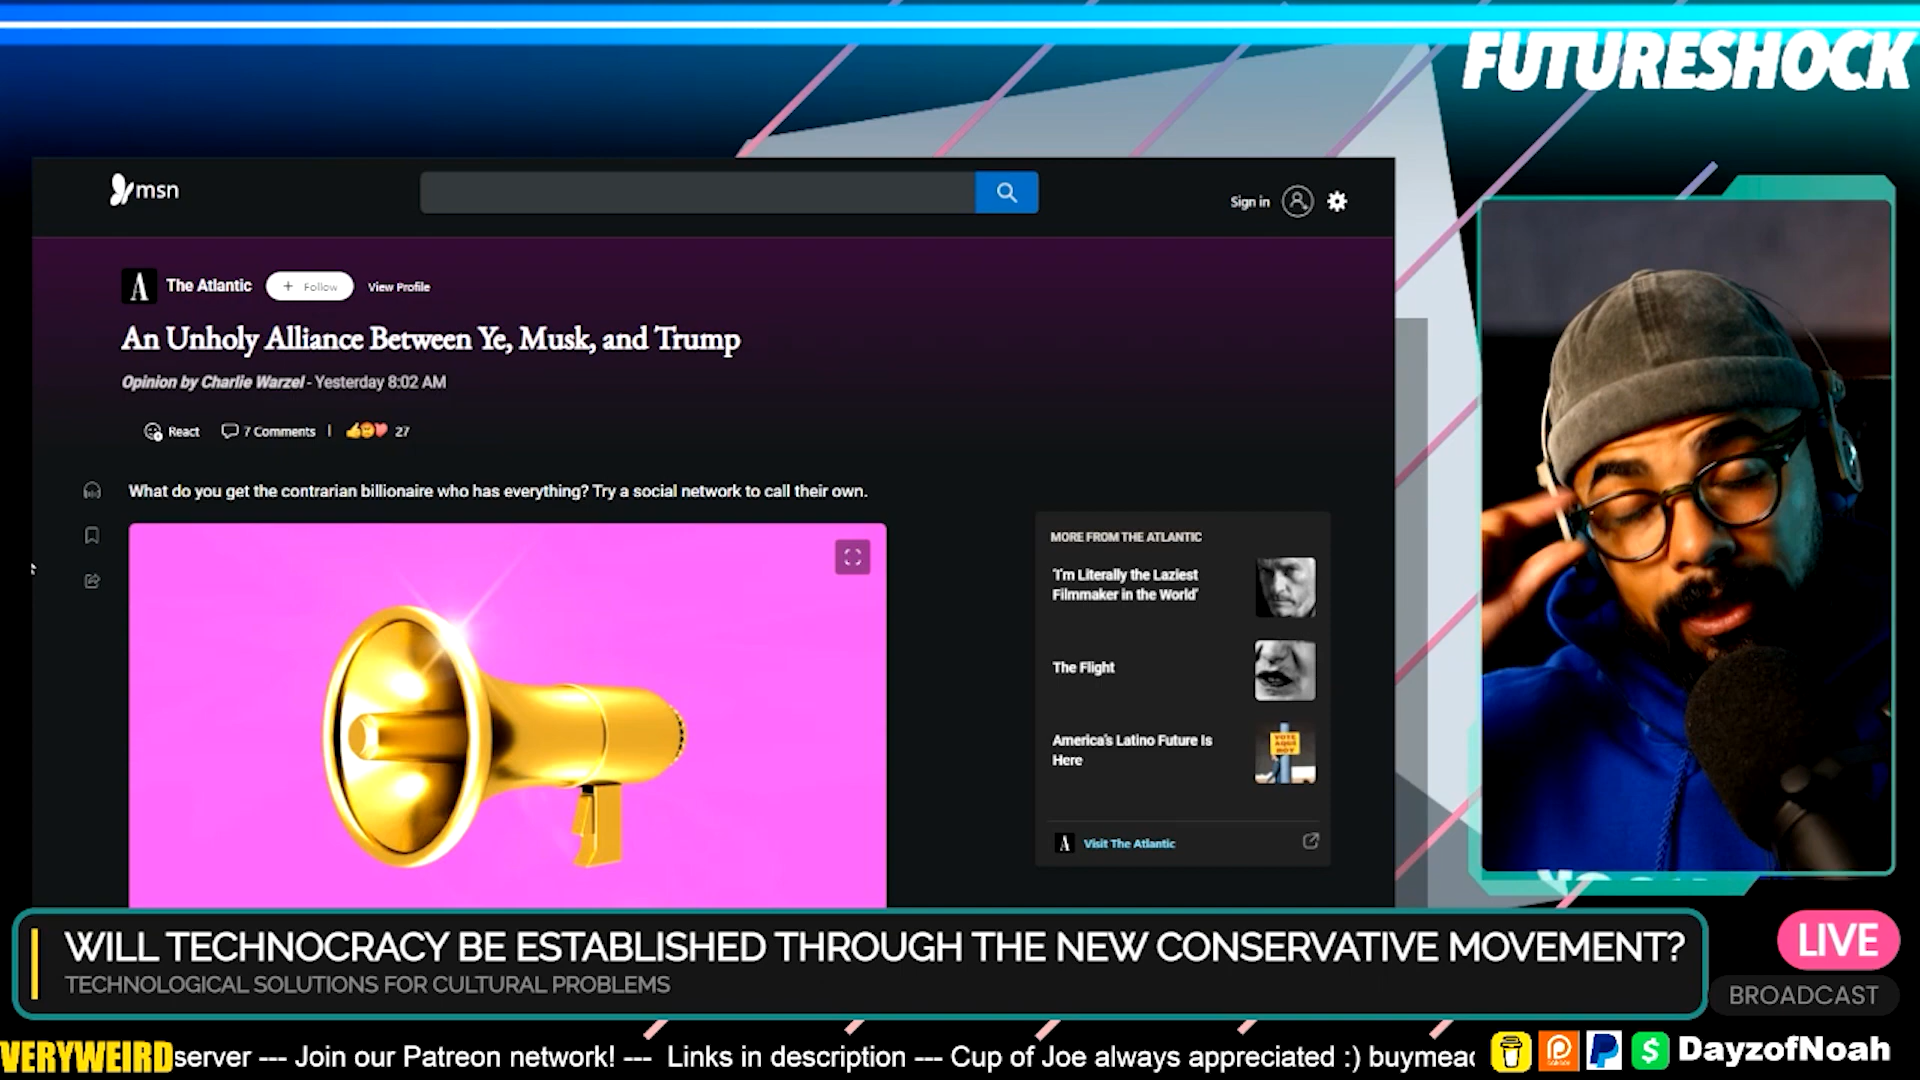 FUTURESHOCK
msn
Sign in
The Atlantic
+ Follow
View Profile
An Unholy Alliance Between Ye, Musk, and Trump
Opinion by Charlie Warzel - Yesterday 8:02 AM
React
7 Comments
27
What do you get the contrarian billionaire who has everything? Try a social network to call their own.
MORE FROM THE ATLANTIC
'I'm Literally the Laziest
Filmmaker in the World'
The Flight
VOTE
AQUI
HOY
America's Latino Future Is
Here
A Visit The Atlantic
WILL TECHNOCRACY BE ESTABLISHED THROUGH THE NEW CONSERVATIVE MOVEMENT?
TECHNOLOGICAL SOLUTIONS FOR CULTURAL PROBLEMS
LIVE
BROADCAST
VERYWEIRD server --- Join our Patreon network! --- Links in description --- Cup of Joe always appreciated :) buymeac
DayzofNoah